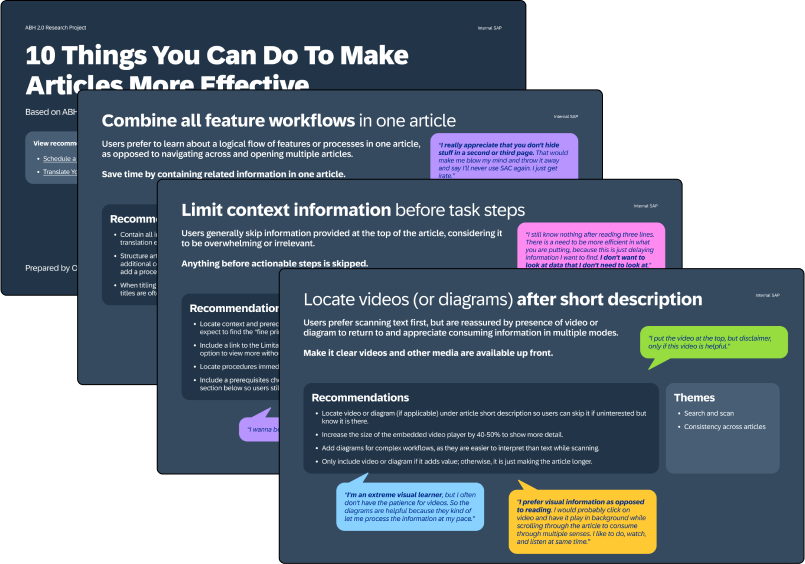 ABH 2.0 Research Project
Internal SAP
10 Things You Can Do To Make
Articles More Effective
Based on ABH
View recomm
• Schedule a
• Translate Yo
Prepared by C
Combine all feature workflows in one article
Internal SAP
Users prefer to learn about a logical flow of features or processes in one article,
as opposed to navigating across and opening multiple articles.
Save time by containing related information in one article.
"I really appreciate that you don't hide
stuff in a second or third page. That would
make me blow my mind and throw it away
and say I'll never use SAC again. I just get
irate."
Recomm
• Contain all i
translation e
• Structure art
additional c
add a proce
• When titling
titles are oft
Limit context information before task steps
Internal SAP
Users generally skip information provided at the top of the article, considering it
to be overwhelming or irrelevant.
Anything before actionable steps is skipped.
"I still know nothing after reading three lines.
There is a need to be more efficient in what
you are putting, because this is just delaying
information I want to find. I don't want to
look at data that I don't need to look at."
Recommendation
• Locate context and prerec
expect to find the "fine prin
• Include a link to the Limita
option to view more withou
• Locate procedures immed
• Include a prerequisites che
section below so users stil
"I wanna be
Locate videos (or diagrams) after short description
Internal SAP
Users prefer scanning text first, but are reassured by presence of video or
diagram to return to and appreciate consuming information in multiple modes.
Make it clear videos and other media are available up front.
"I put the video at the top, but disclaimer,
only if this video is helpful."
Recommendations
• Locate video or diagram (if applicable) under article short description so users can skip it if uninterested but
know it is there.
• Increase the size of the embedded video player by 40-50% to show more detail.
• Add diagrams for complex workflows, as they are easier to interpret than text while scanning.
• Only include video or diagram if it adds value; otherwise, it is just making the article longer.
Themes
• Search and scan
• Consistency across articles
"I'm an extreme visual learner, but I often
don't have the patience for videos. So the
diagrams are helpful because they kind of
let me process the information at my pace."
"I prefer visual information as opposed
to reading. I would probably click on
video and have it play in background while
scrolling through the article to consume
through multiple senses. I like to do, watch,
and listen at same time."